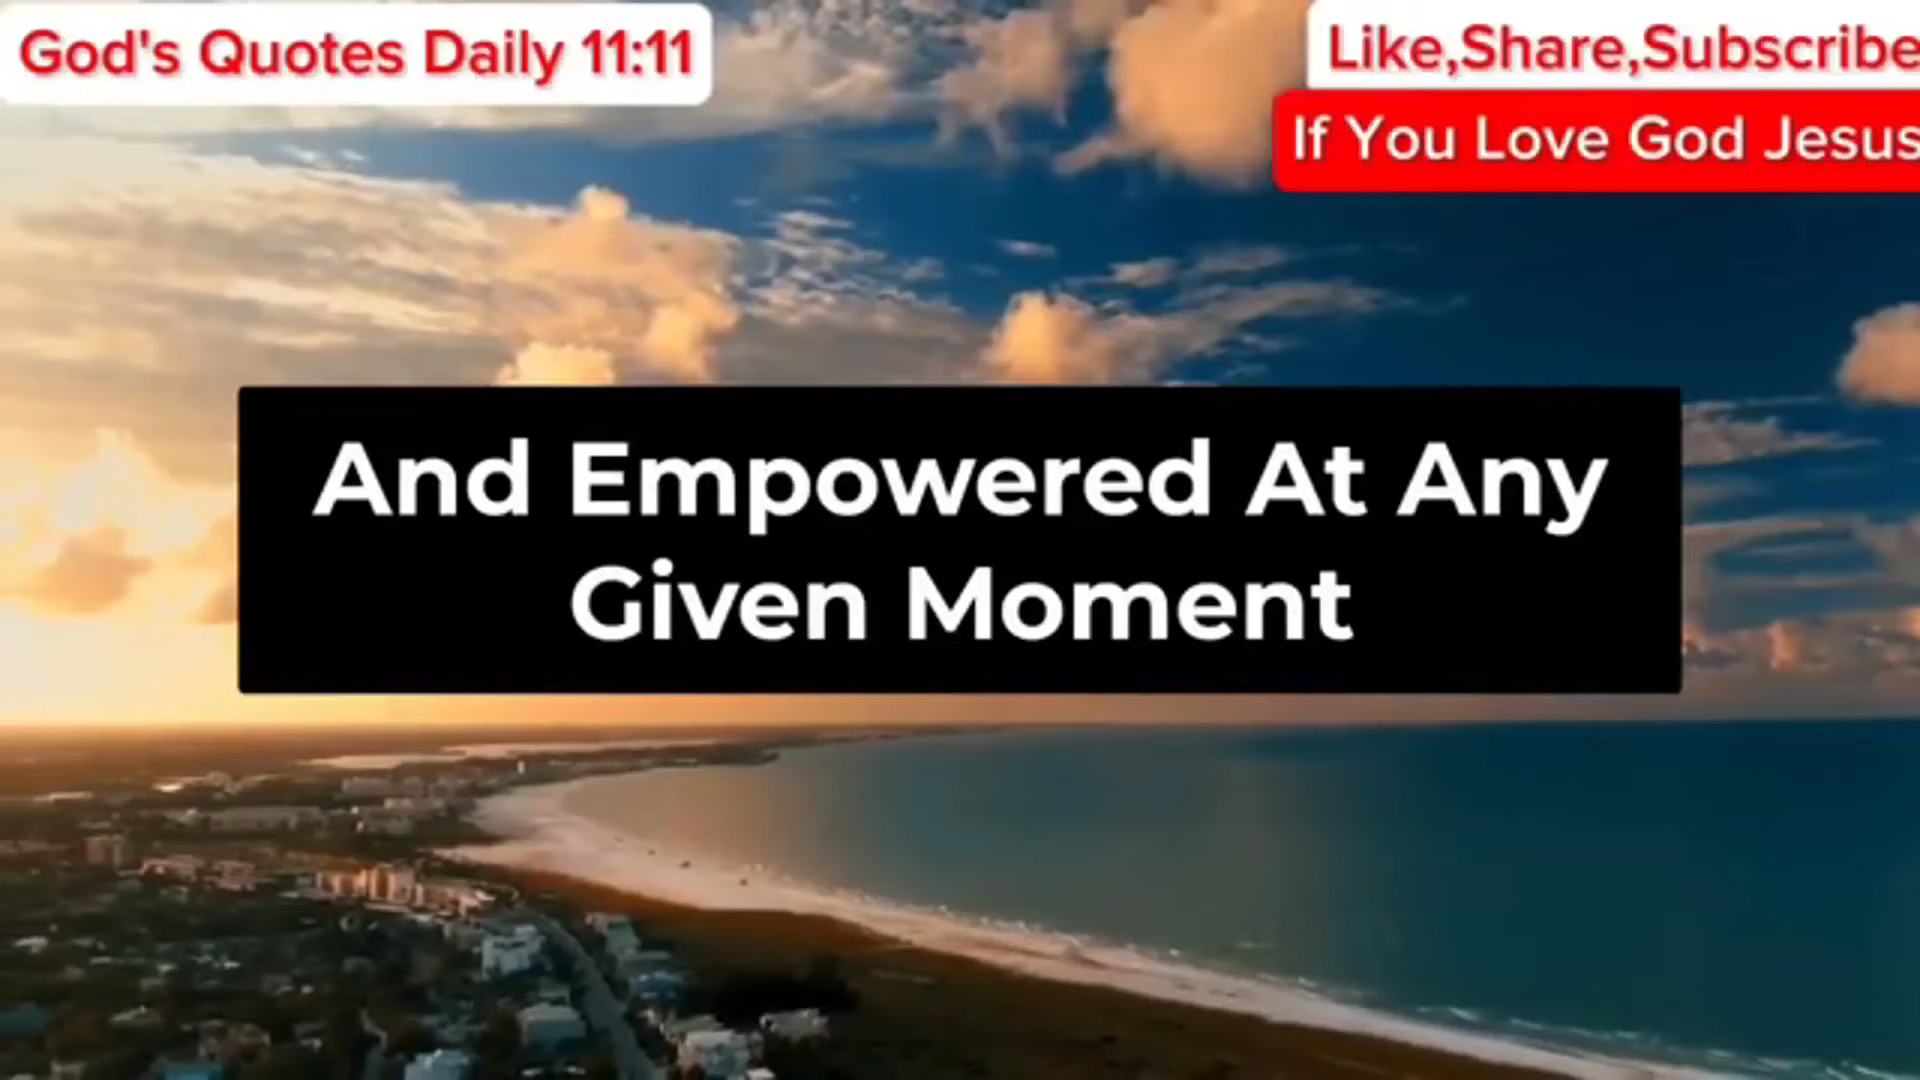 God's Quotes Daily 11:11
Like,Share,Subscribe
If You Love God Jesus
And Empowered At Any
Given Moment